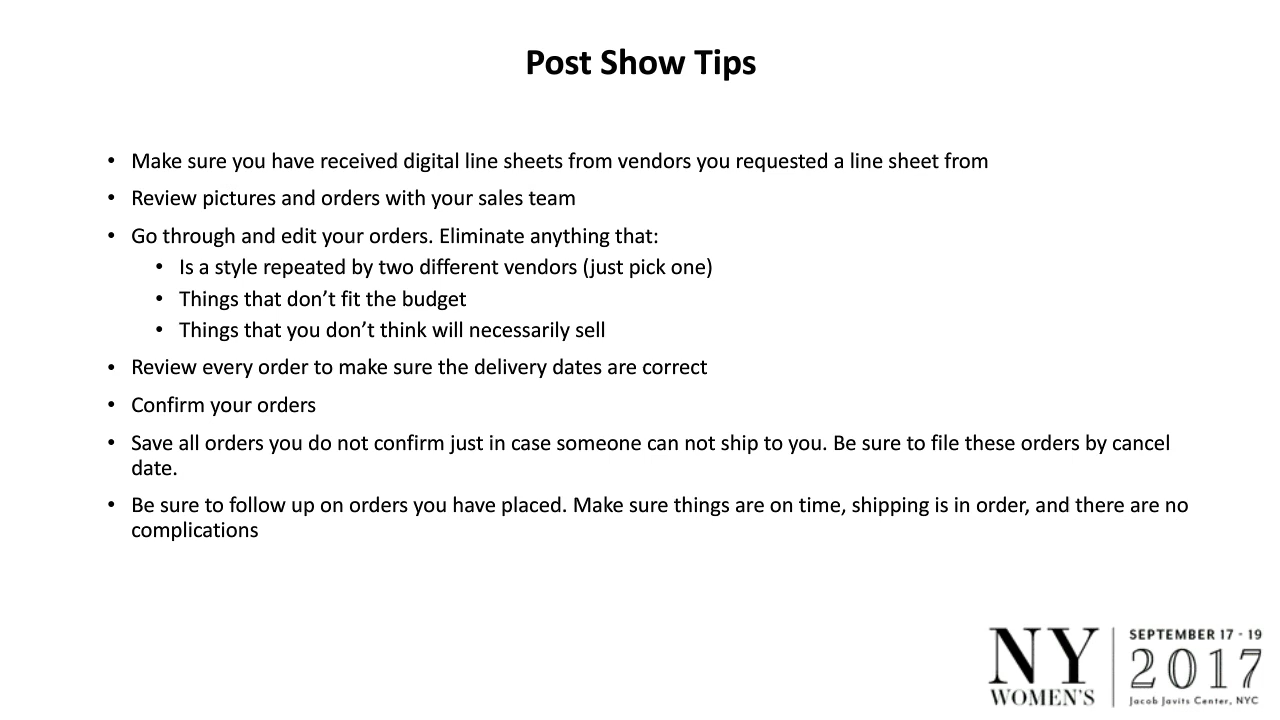 Post Show Tips
• Make sure you have received digital line sheets from vendors you requested a line sheet from
• Review pictures and orders with your sales team
• Go through and edit your orders. Eliminate anything that:
• Is a style repeated by two different vendors (just pick one)
• Things that don’t fit the budget
• Things that you don’t think will necessarily sell
• Review every order to make sure the delivery dates are correct
• Confirm your orders
• Save all orders you do not confirm just in case someone can not ship to you. Be sure to file these orders by cancel
date.
• Be sure to follow up on orders you have placed. Make sure things are on time, shipping is in order, and there are no
complications
NY
WOMEN'S
SEPTEMBER 17 - 19
2017
Jacob Javits Center, NYC